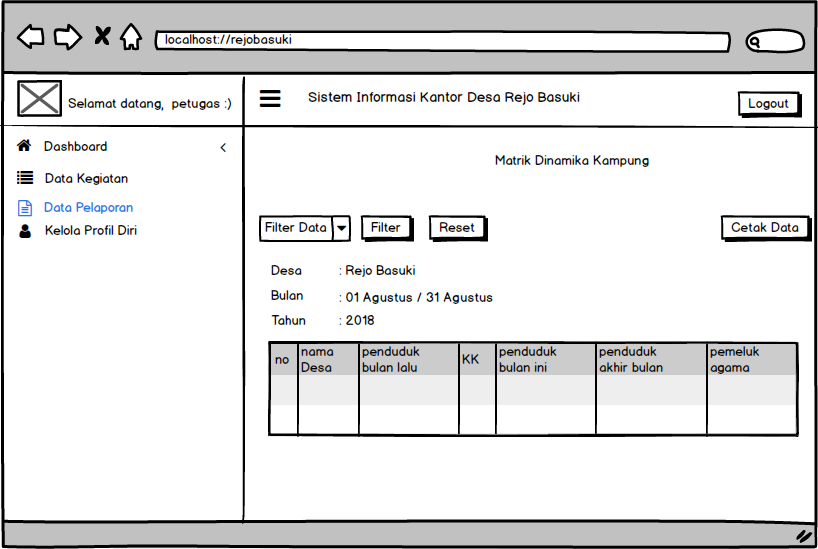 localhost://rejobasuki
Selamat datang, petugas :)
Sistem Informasi Kantor Desa Rejo Basuki
Logout
Dashboard
Data Kegiatan
Data Pelaporan
Kelola Profil Diri
Matrik Dinamika Kampung
Filter Data
Filter
Reset
Cetak Data
Desa : Rejo Basuki
Bulan : 01 Agustus / 31 Agustus
Tahun : 2018
no
nama
Desa
penduduk
bulan lalu
KK
penduduk
bulan ini
penduduk
akhir bulan
pemeluk
agama